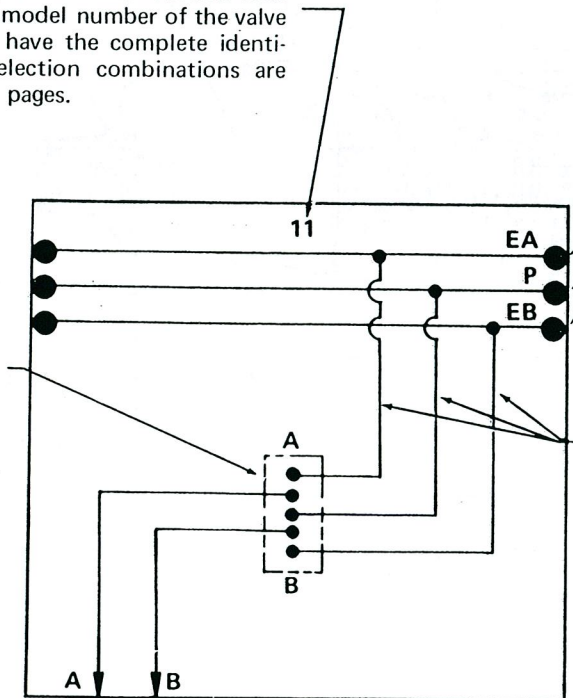 model number of the valve
have the complete identi-
election combinations are
pages.
11
EA
P
EB
A
B
A B